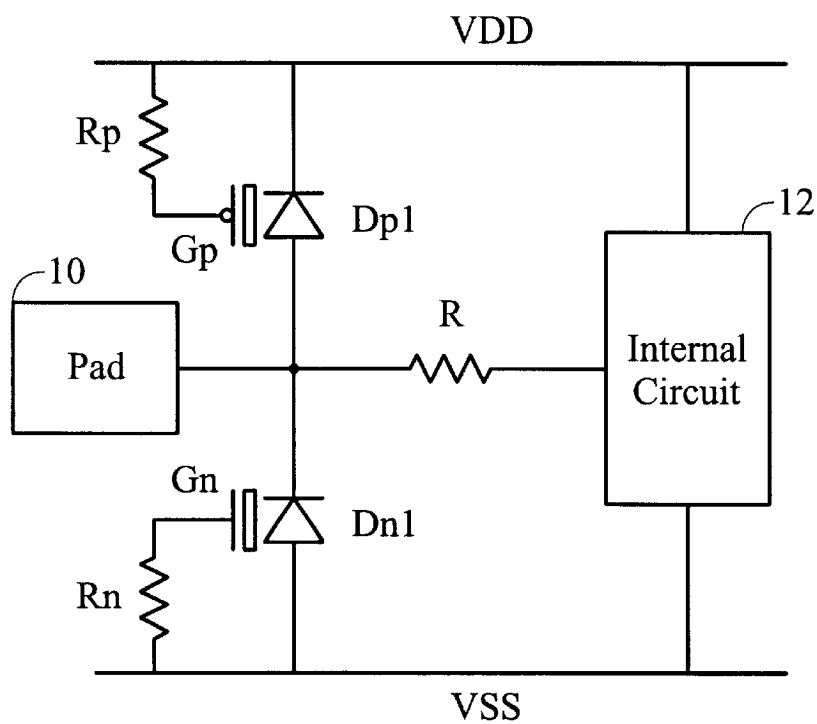 VDD
Rp
Gp
Dp1
12
10
Pad
R
Internal
Circuit
Gn
Dn1
Rn
VSS